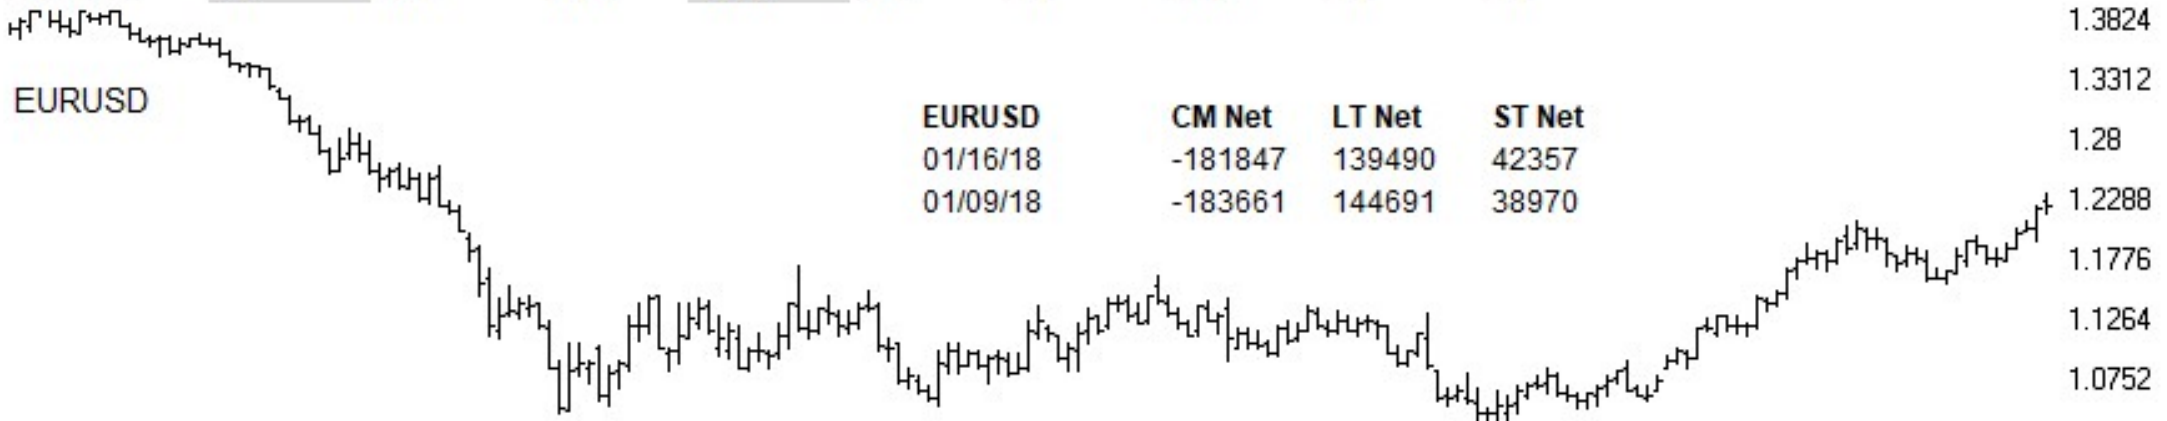 1.3824
1.3312
EURUSD
EURUSD CM Net LT Net ST Net
1.28
01/16/18 -181847 139490 42357
01/09/18 -183661 144691 38970
1.2288
1.1776
1.1264
1.0752